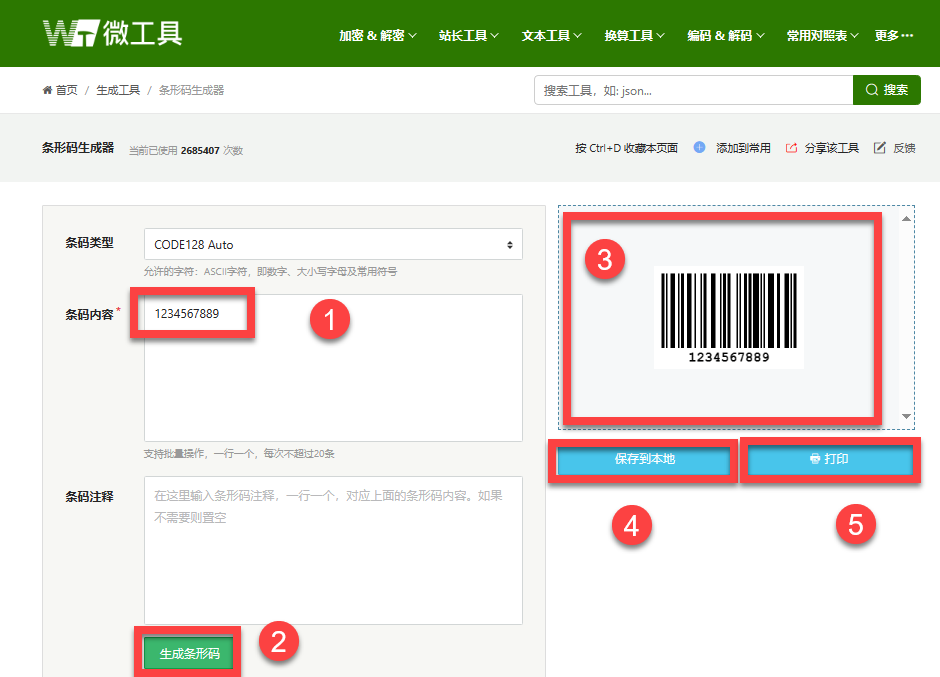 WT微工具
加密 & 解密 站长工具 文本工具 换算工具 编码 & 解码 常用对照表 更多
首页 / 生成工具 / 条形码生成器
搜索工具，如: json...
搜索
条形码生成器 当前已使用 2685407 次数
按 Ctrl+D 收藏本页面 添加到常用 分享该工具 反馈
条码类型
CODE128 Auto
允许的字符：ASCII字符，即数字、大小写字母及常用符号
条码内容*
1234567889
1
支持批量操作，一行一个，每次不超过20条
条码注释
在这里输入条形码注释，一行一个，对应上面的条形码内容。如果
不需要则置空
生成条形码
2
3
1234567889
保存到本地
打印
4
5